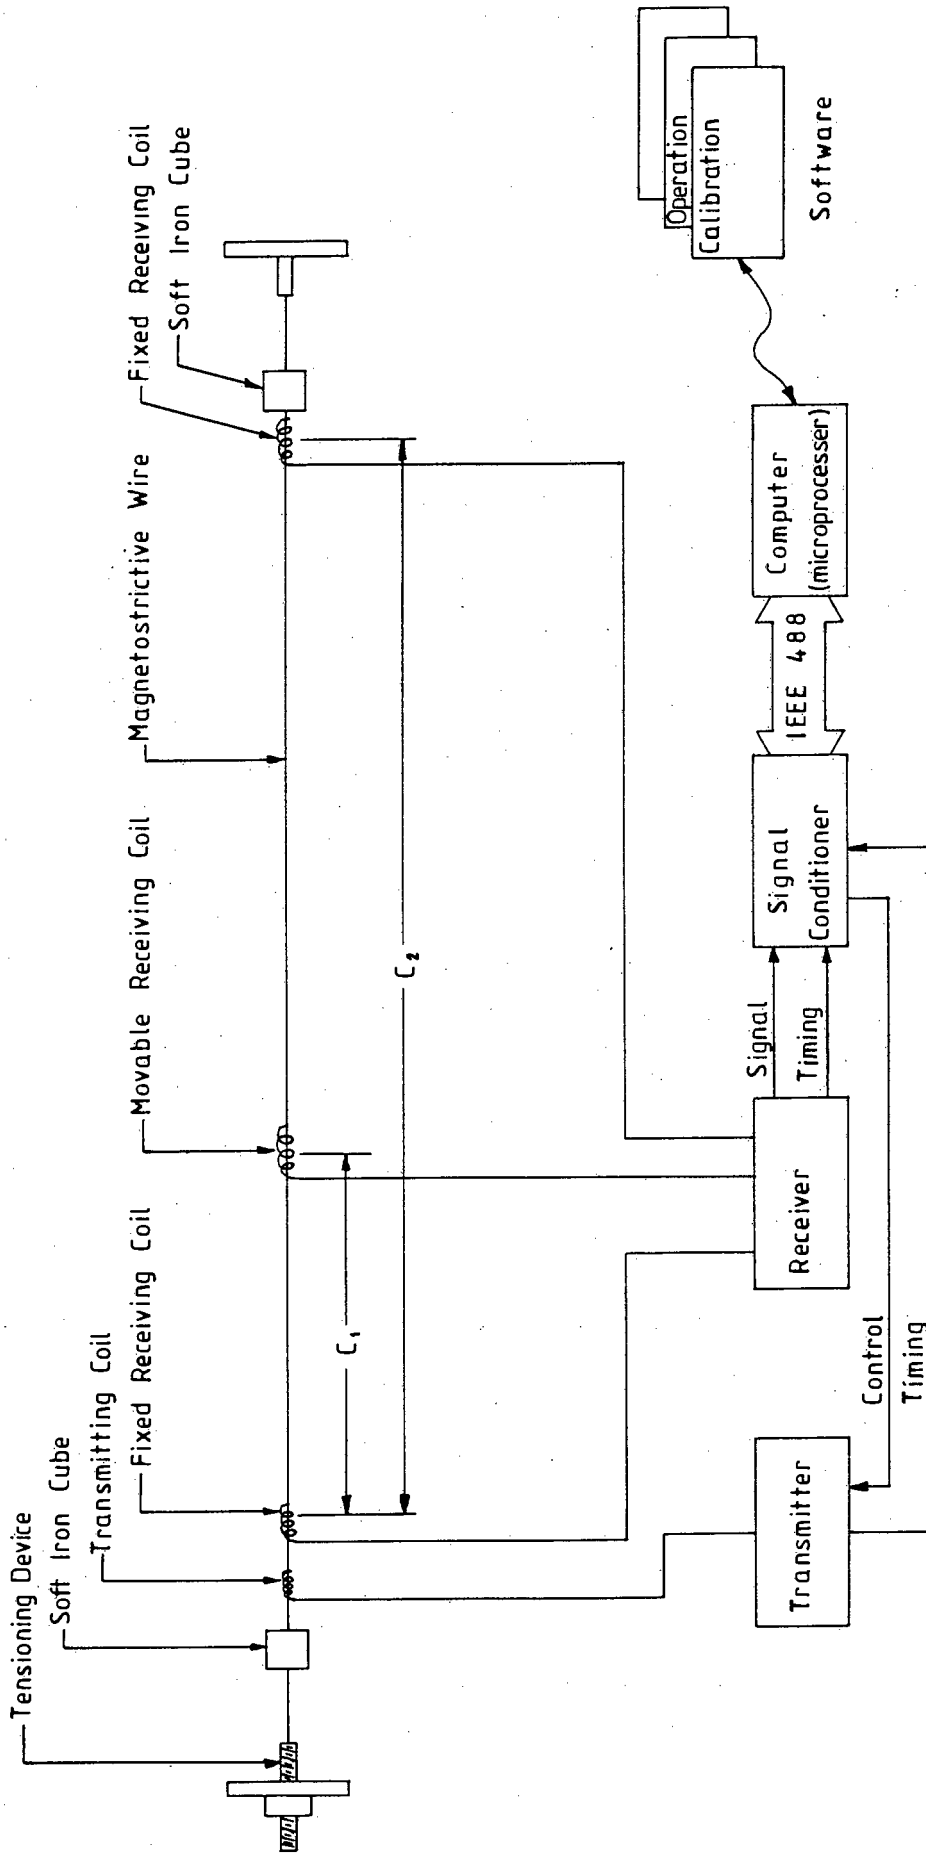 Tensioning Device
Soft Iron Cube
Transmitting Coil
Fixed Receiving Coil
Movable Receiving Coil
Magnetostrictive Wire
Fixed Receiving Coil
Soft Iron Cube
C₁
C₂
Transmitter
Control
Timing
Receiver
Signal
Timing
Signal
Conditioner
IEEE 488
Computer
(microprocesser)
Operation
Calibration
Software